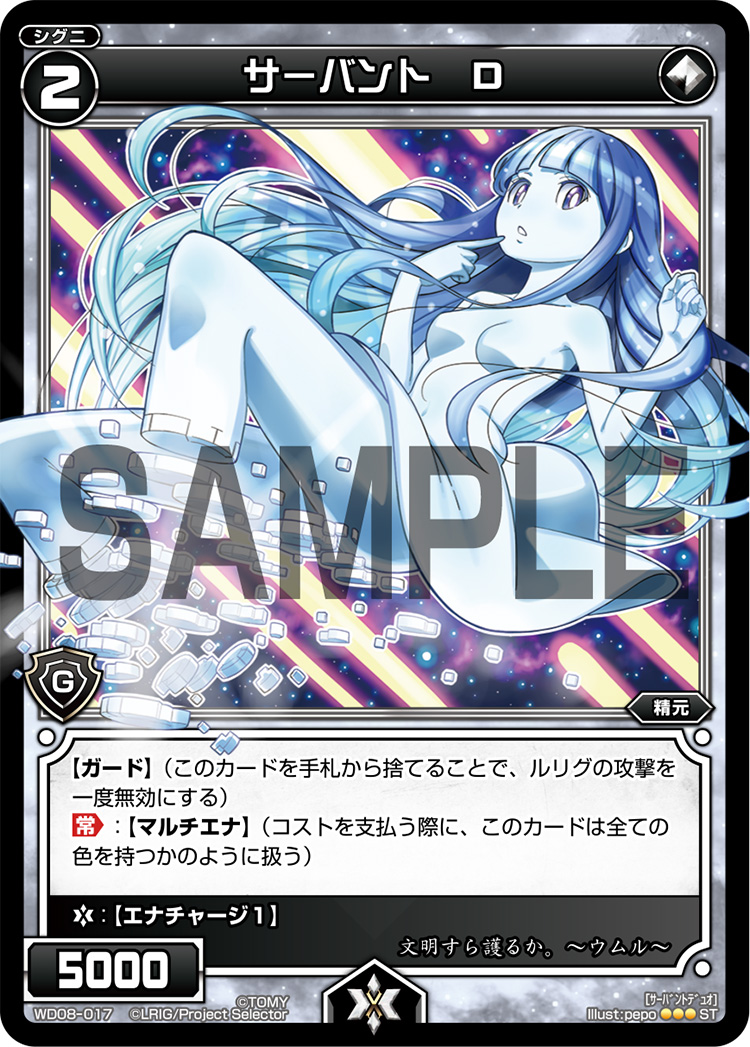 シグニ
2
サーバント D
SAMPLE
G
精元
【ガード】（このカードを手札から捨てることで、ルリグの攻撃を
一度無効にする）
常：【マルチエナ】（コストを支払う際に、このカードは全ての
色を持つかのように扱う）
：【エナチャージ１】
文明すら護るか。～ウムル～
5000
WD08-017 ©TOMY
©LRIG/Project Selector
[サーバントデュオ]
Illust:pepo ST